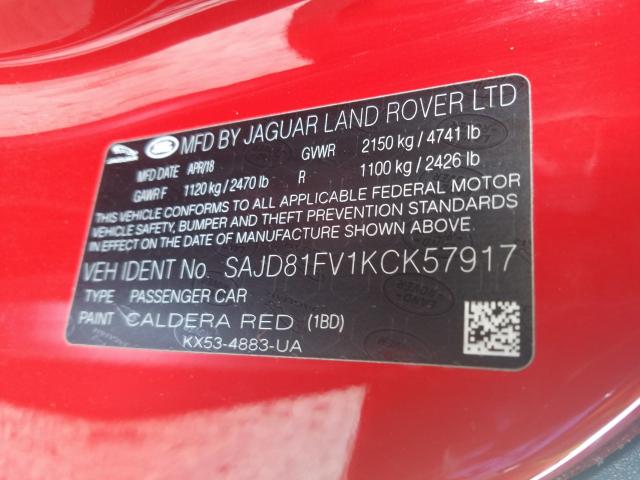 MFD BY JAGUAR LAND ROVER LTD
MFD DATE APR/18 GVWR 2150 kg / 4741 lb
GAWR F 1120 kg / 2470 lb R 1100 kg / 2426 lb
THIS VEHICLE CONFORMS TO ALL APPLICABLE FEDERAL MOTOR
VEHICLE SAFETY, BUMPER AND THEFT PREVENTION STANDARDS
IN EFFECT ON THE DATE OF MANUFACTURE SHOWN ABOVE.
VEH IDENT No. SAJD81FV1KCK57917
TYPE PASSENGER CAR
PAINT CALDERA RED (1BD)
KX53-4883-UA